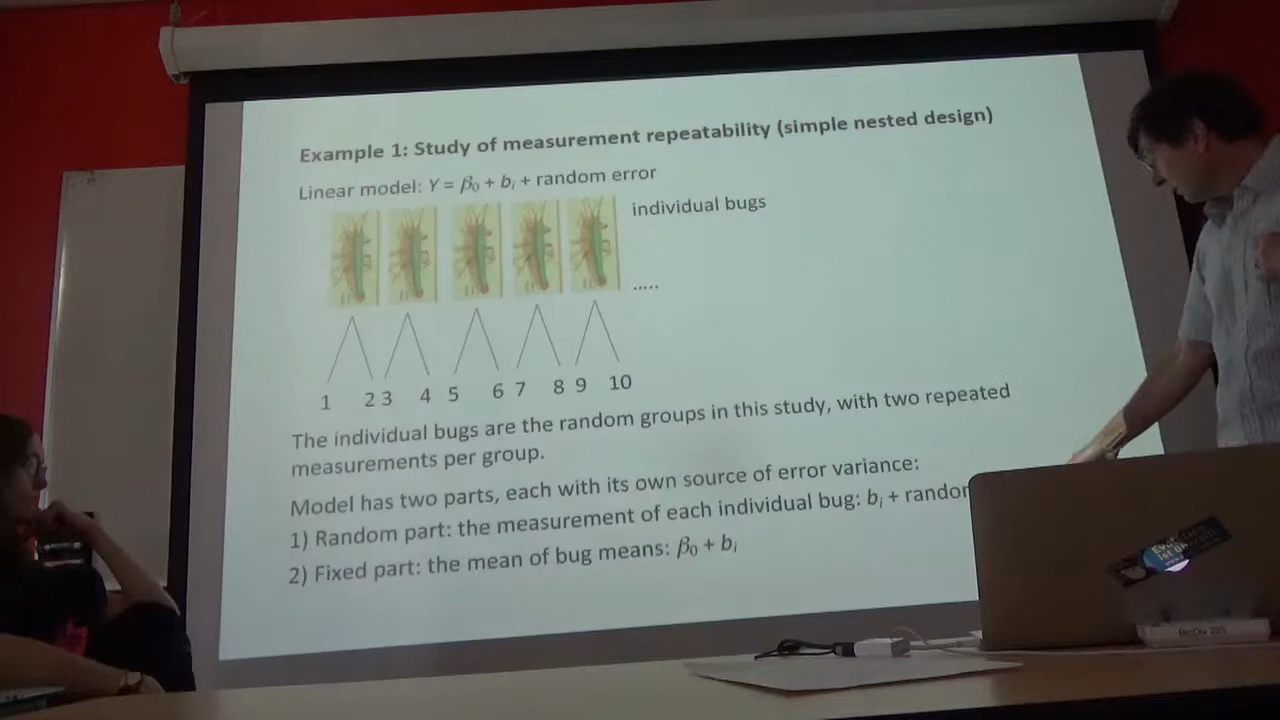 Example 1: Study of measurement repeatability (simple nested design)
Linear model: Y = β₀ + bᵢ + random error
individual bugs
.....
1 2 3 4 5 6 7 8 9 10
The individual bugs are the random groups in this study, with two repeated
measurements per group.
Model has two parts, each with its own source of error variance:
1) Random part: the measurement of each individual bug: bᵢ + random
2) Fixed part: the mean of bug means: β₀ + bᵢ
BioDiv 225